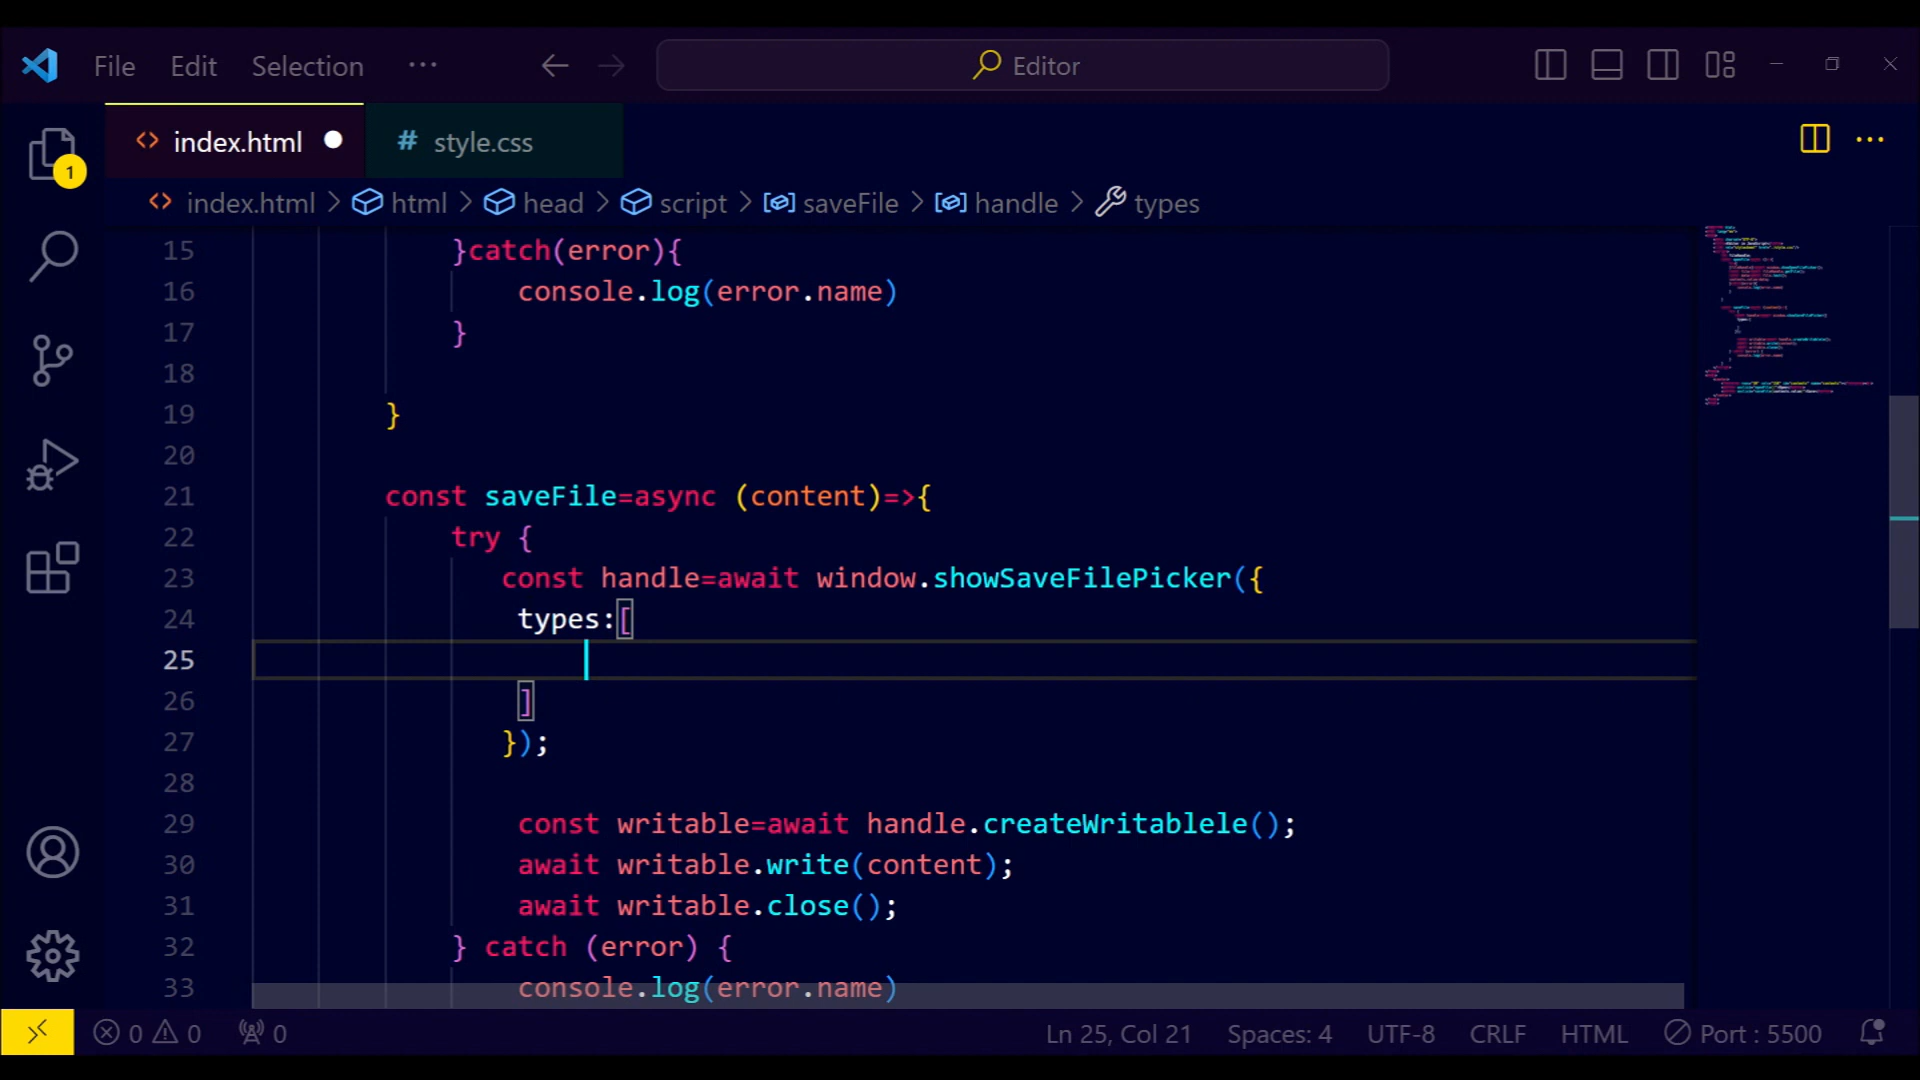 File Edit Selection ··· Editor
index.html # style.css
1
index.html > html > head > script > saveFile > handle > types
15 }catch(error){
16 console.log(error.name)
17 }
18
19 }
20
21 const saveFile=async (content)=>{
22 try {
23 const handle=await window.showSaveFilePicker({
24 types:[
25
26 ]
27 });
28
29 const writable=await handle.createWritablele();
30 await writable.write(content);
31 await writable.close();
32 } catch (error) {
33 console.log(error.name)
0 0 0 Ln 25, Col 21 Spaces: 4 UTF-8 CRLF HTML Port : 5500